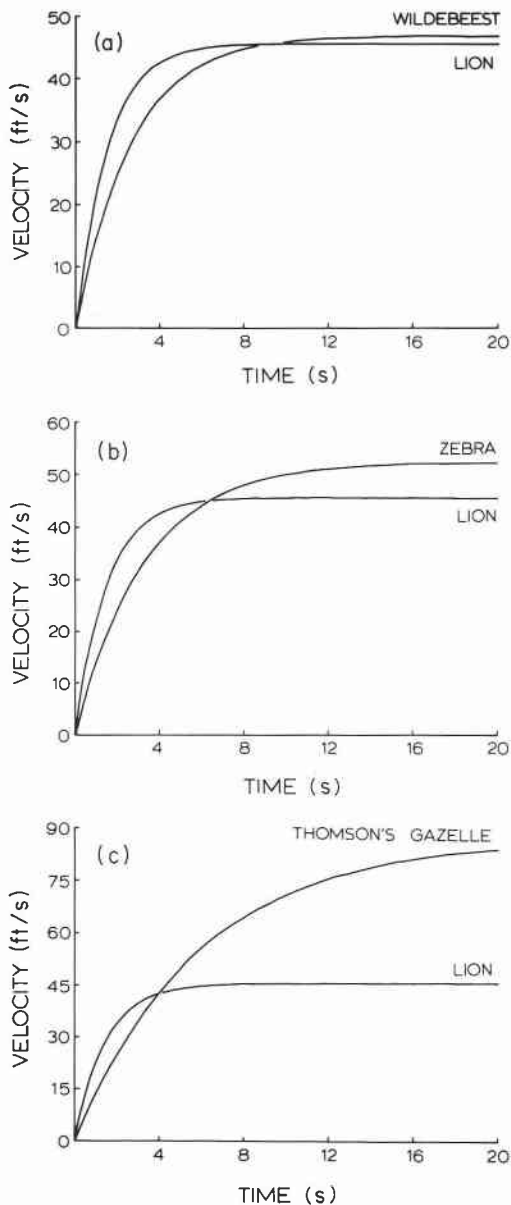 (a)
WILDEBEEST
LION
VELOCITY (ft/s)
50
40
30
20
10
0
4 8 12 16 20
TIME (s)
(b)
ZEBRA
LION
VELOCITY (ft/s)
60
50
40
30
20
10
0
4 8 12 16 20
TIME (s)
(c)
THOMSON'S GAZELLE
LION
VELOCITY (ft/s)
90
75
60
45
30
15
0
4 8 12 16 20
TIME (s)